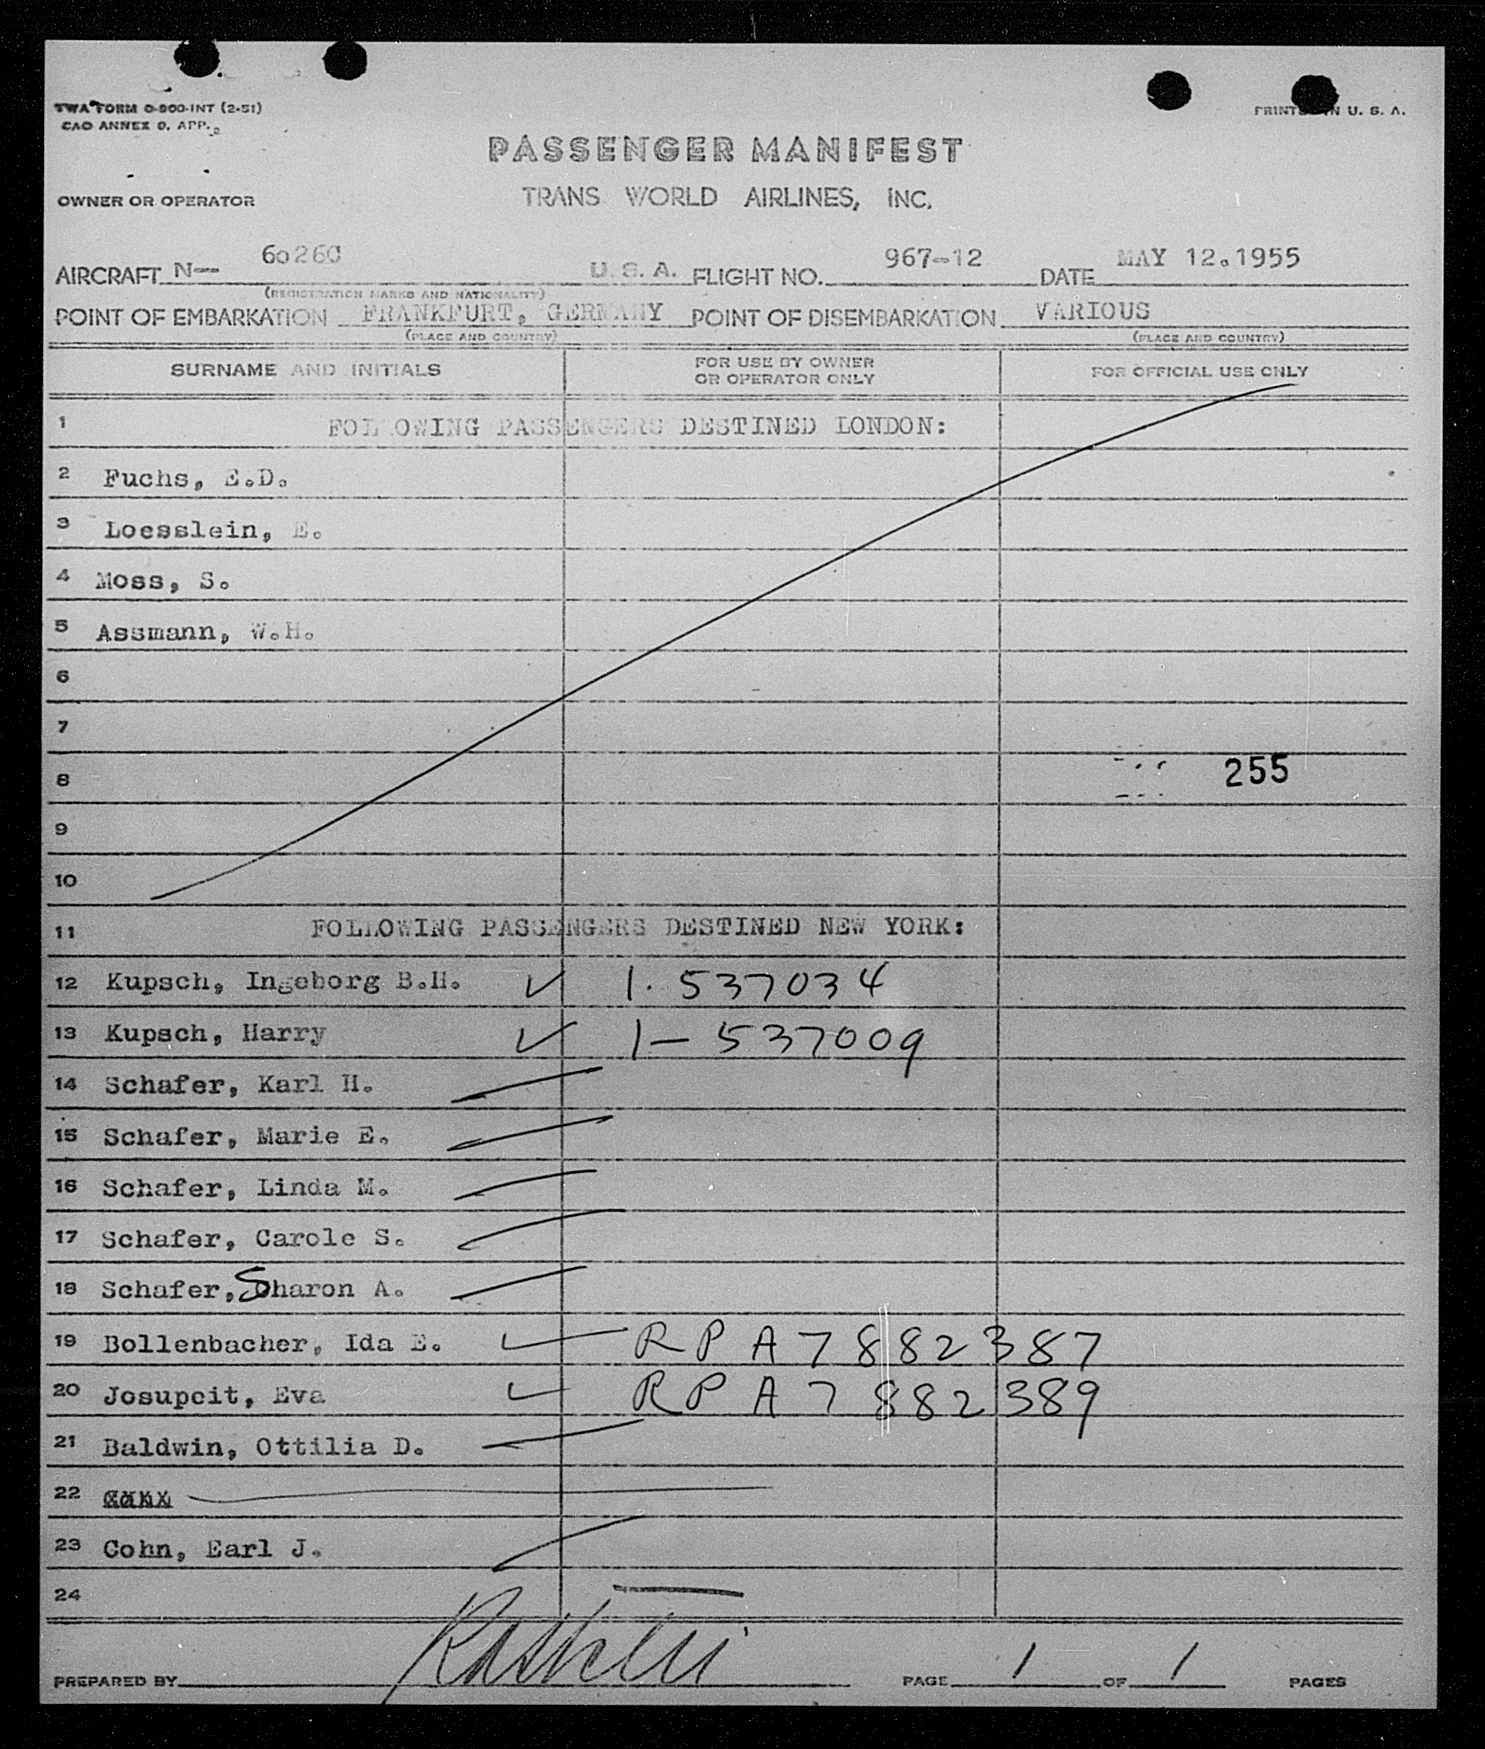 TWA FORM O-800-INT (2-51)
CAO ANNEX 9. APP. 2
PRINTED IN U. S. A.
PASSENGER MANIFEST
OWNER OR OPERATOR
TRANS WORLD AIRLINES, INC.
AIRCRAFT N-- 6026C U. S. A. FLIGHT NO. 967-12 DATE MAY 12.1955
(REGISTRATION MARKS AND NATIONALITY)
POINT OF EMBARKATION FRANKFURT, GERMANY POINT OF DISEMBARKATION VARIOUS
(PLACE AND COUNTRY) (PLACE AND COUNTRY)
SURNAME AND INITIALS FOR USE BY OWNER OR OPERATOR ONLY FOR OFFICIAL USE ONLY
1 FOLLOWING PASSENGERS DESTINED LONDON:
2 Fuchs, E.D.
3 Loesslein, E.
4 Moss, S.
5 Assmann, W.H.
6
7
8 255
9
10
11 FOLLOWING PASSENGERS DESTINED NEW YORK:
12 Kupsch, Ingeborg B.H. ✓ 1. 537034
13 Kupsch, Harry ✓ 1- 537009
14 Schafer, Karl H.
15 Schafer, Marie E.
16 Schafer, Linda M.
17 Schafer, Carole S.
18 Schafer, Sharon A.
19 Bollenbacher, Ida E. ✓ RPA7882387
20 Josupeit, Eva ✓ RPA7882389
21 Baldwin, Ottilia D.
22
23 Cohn, Earl J.
24
PREPARED BY PAGE 1 OF 1 PAGES